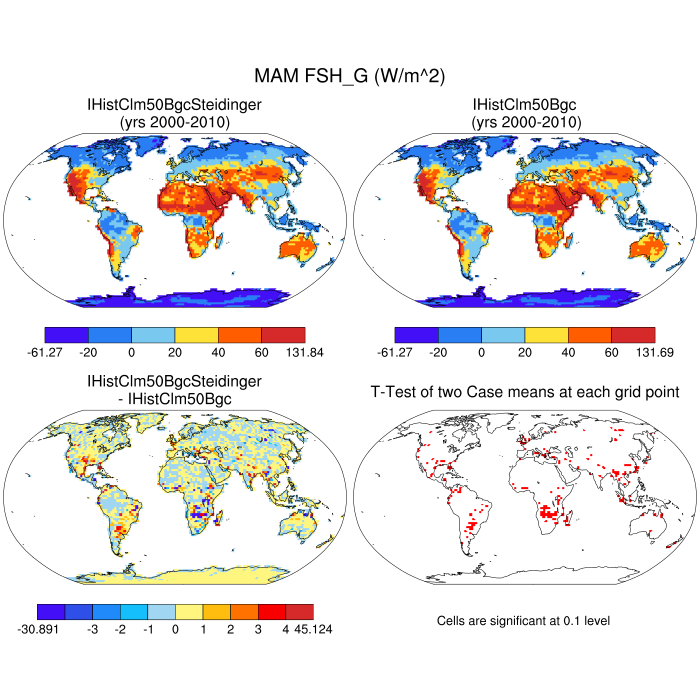 MAM FSH_G (W/m^2)
IHistClm50BgcSteidinger
(yrs 2000-2010)
IHistClm50Bgc
(yrs 2000-2010)
-61.27 -20 0 20 40 60 131.84
-61.27 -20 0 20 40 60 131.69
IHistClm50BgcSteidinger
- IHistClm50Bgc
T-Test of two Case means at each grid point
-30.891 -3 -2 -1 0 1 2 3 4 45.124
Cells are significant at 0.1 level